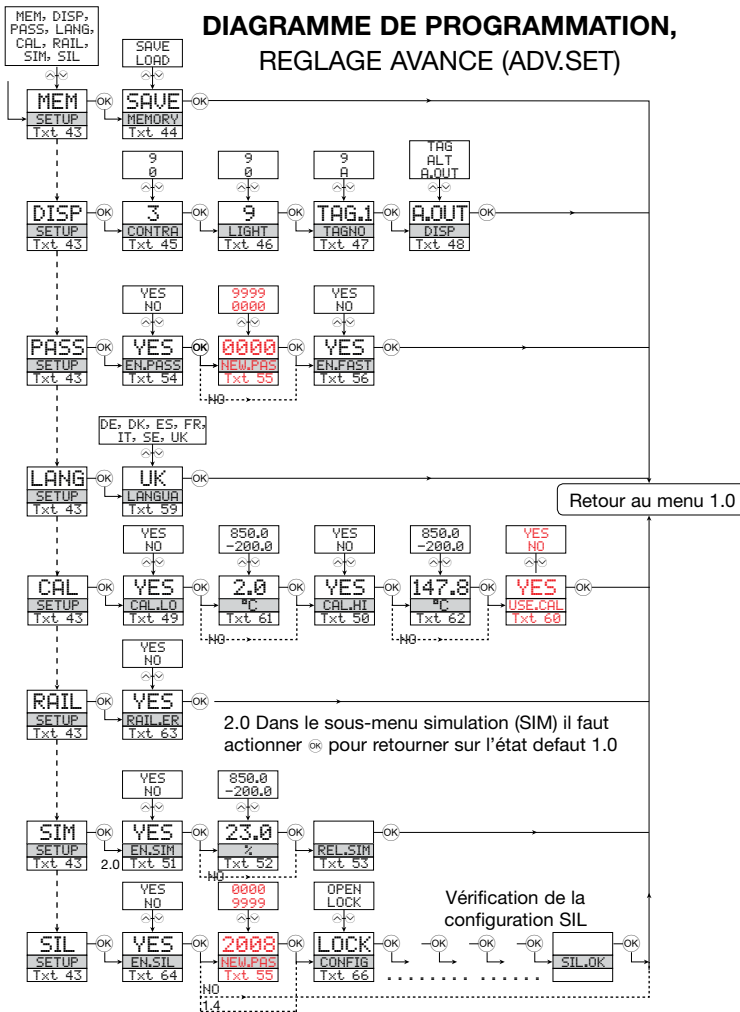 DIAGRAMME DE PROGRAMMATION,
REGLAGE AVANCE (ADV.SET)
MEM, DISP,
PASS, LANG,
CAL, RAIL,
SIM, SIL
SAVE
LOAD
MEM OK SAVE OK
SETUP MEMORY
Txt 43 Txt 44
9 9 9 TAG
0 0 A ALT
A.OUT
DISP OK 3 OK 9 OK TAG.1 OK A.OUT OK
SETUP CONTRA LIGHT TAGNO DISP
Txt 43 Txt 45 Txt 46 Txt 47 Txt 48
YES 9999 YES
NO 0000 NO
PASS OK YES OK 0000 OK YES OK
SETUP EN.PASS NEW.PAS EN.FAST
Txt 43 Txt 54 Txt 55 Txt 56
NO
DE, DK, ES, FR,
IT, SE, UK
LANG OK UK OK
SETUP LANGUA
Txt 43 Txt 59
Retour au menu 1.0
YES 850.0 YES 850.0 YES
NO -200.0 NO -200.0 NO
CAL OK YES OK 2.0 OK YES OK 147.8 OK YES OK
SETUP CAL.LO °C CAL.HI °C USE.CAL
Txt 43 Txt 49 Txt 61 Txt 50 Txt 62 Txt 60
NO NO
YES
NO
RAIL OK YES OK
SETUP RAIL.ER
Txt 43 Txt 63
2.0 Dans le sous-menu simulation (SIM) il faut
actionner OK pour retourner sur l'état defaut 1.0
YES 850.0
NO -200.0
SIM OK YES OK 23.0 OK OK
SETUP EN.SIM % REL.SIM
Txt 43 2.0 Txt 51 Txt 52 Txt 53
NO
YES 0000 OPEN
NO 9999 LOCK
Vérification de la
configuration SIL
SIL OK YES OK 2008 OK LOCK OK OK OK OK OK
SETUP EN.SIL NEW.PAS CONFIG SIL.OK
Txt 43 Txt 64 Txt 55 Txt 66 . . . . . . . . . . . . . .
NO
1.4